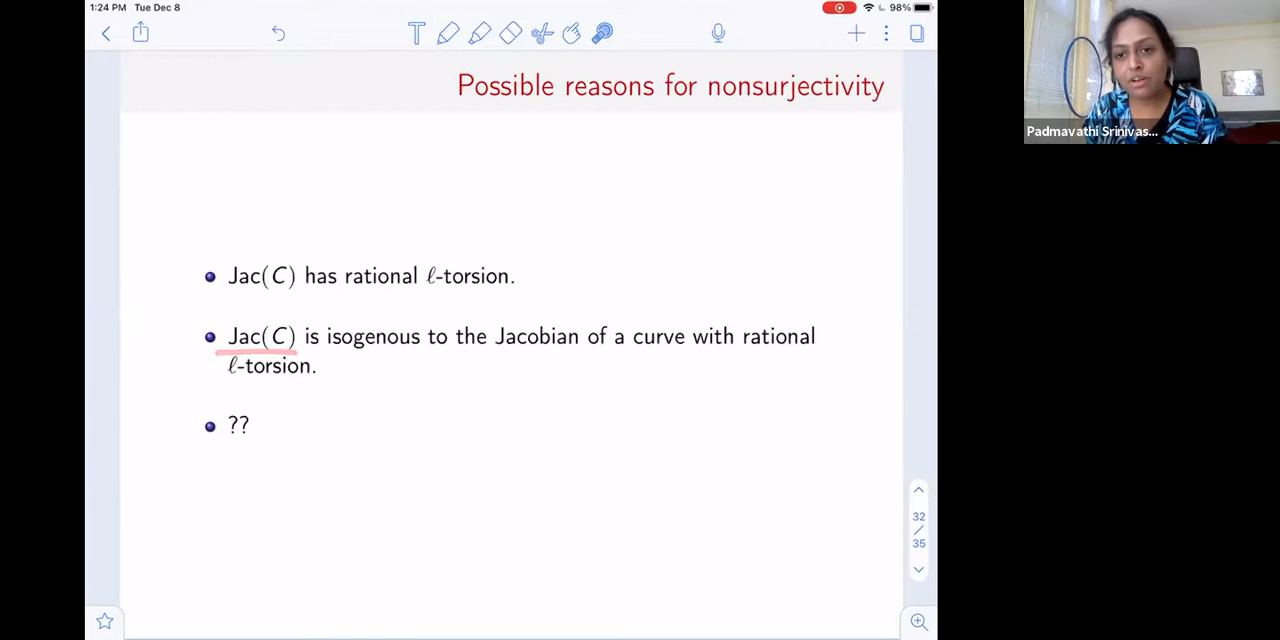 1:24 PM Tue Dec 8
98%
T
Possible reasons for nonsurjectivity
Padmavathi Srinivas...
Jac(C) has rational ℓ-torsion.
Jac(C) is isogenous to the Jacobian of a curve with rational
ℓ-torsion.
??
32
/
35